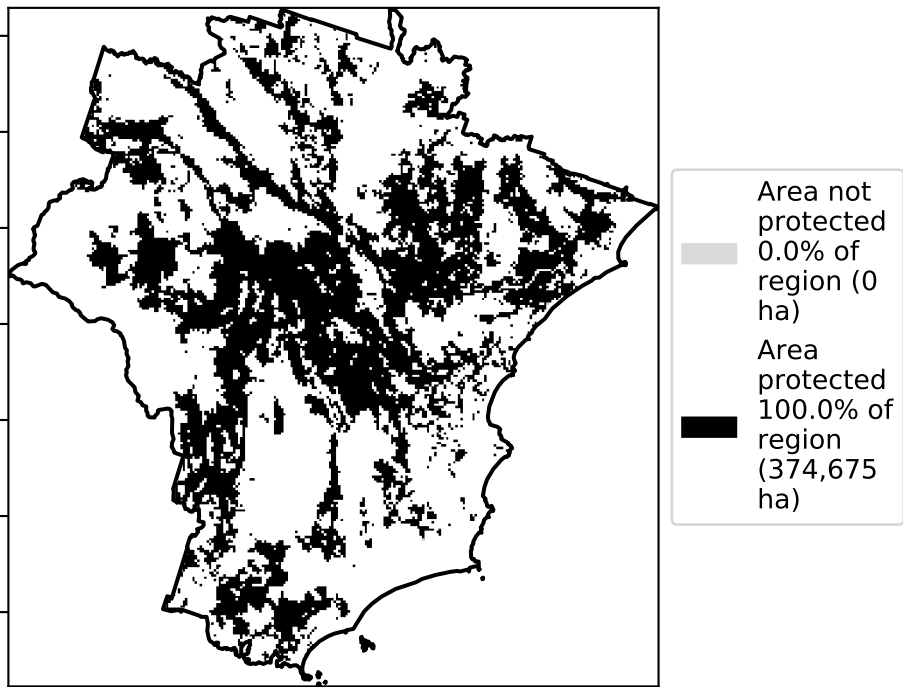 Area not
protected
0.0% of
region (0
ha)
Area
protected
100.0% of
region
(374,675
ha)